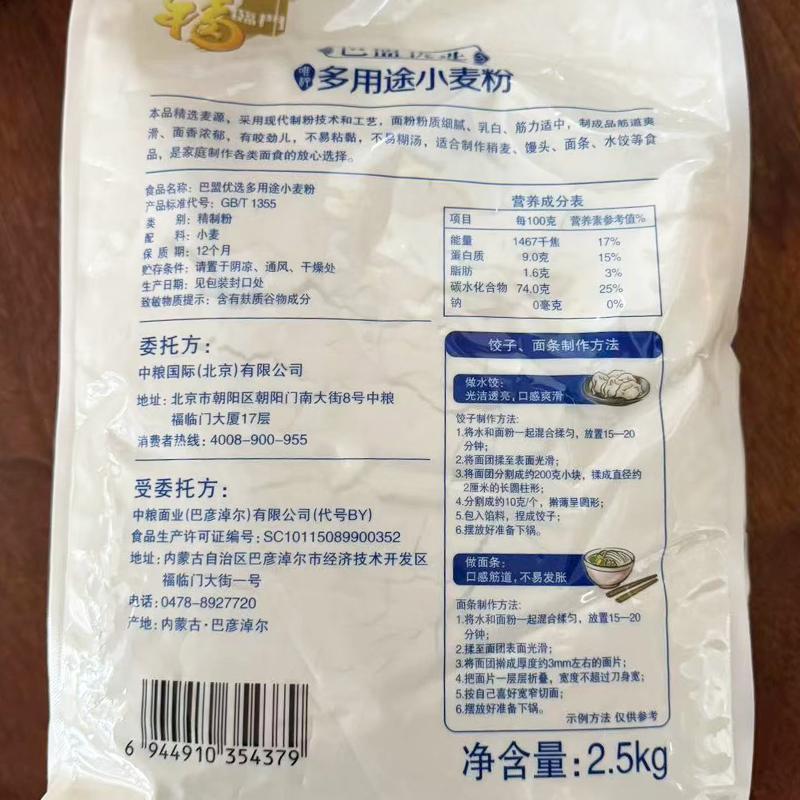 福 福临门
巴盟优选
唯籽 多用途小麦粉
本品精选麦源，采用现代制粉技术和工艺，面粉粉质细腻、乳白、筋力适中，制成品筋道爽
滑、面香浓郁，有咬劲儿，不易粘黏，不易糊汤，适合制作稍麦、馒头、面条、水饺等食
品，是家庭制作各类面食的放心选择。
食品名称：巴盟优选多用途小麦粉
产品标准代号：GB/T 1355
类 别：精制粉
配 料：小麦
保 质 期：12个月
贮存条件：请置于阴凉、通风、干燥处
生产日期：见包装封口处
致敏物质提示：含有麸质谷物成分
营养成分表
项目 每100克 营养素参考值%
能量 1467千焦 17%
蛋白质 9.0克 15%
脂肪 1.6克 3%
碳水化合物 74.0克 25%
钠 0毫克 0%
委托方：
中粮国际(北京)有限公司
地址：北京市朝阳区朝阳门南大街8号中粮
福临门大厦17层
消费者热线：4008-900-955
受委托方：
中粮面业(巴彦淖尔)有限公司(代号BY)
食品生产许可证编号：SC10115089900352
地址：内蒙古自治区巴彦淖尔市经济技术开发区
福临门大街一号
电话：0478-8927720
产地：内蒙古·巴彦淖尔
饺子、面条制作方法
做水饺：
光洁透亮，口感爽滑
饺子制作方法：
1.将水和面粉一起混合揉匀，放置15—20
分钟；
2.将面团揉至表面光滑；
3.将面团分割成约200克小块，揉成直径约
2厘米的长圆柱形；
4.分割成约10克/个，擀薄呈圆形；
5.包入馅料，捏成饺子；
6.摆放好准备下锅。
做面条：
口感筋道，不易发胀
面条制作方法：
1.将水和面粉一起混合揉匀，放置15—20
分钟；
2.揉至面团表面光滑；
3.将面团擀成厚度约3mm左右的面片；
4.把面片一层层折叠，宽度不超过刀身宽；
5.按自己喜好宽窄切面；
6.摆放好准备下锅。
示例方法 仅供参考
6 944910 354379
净含量：2.5kg